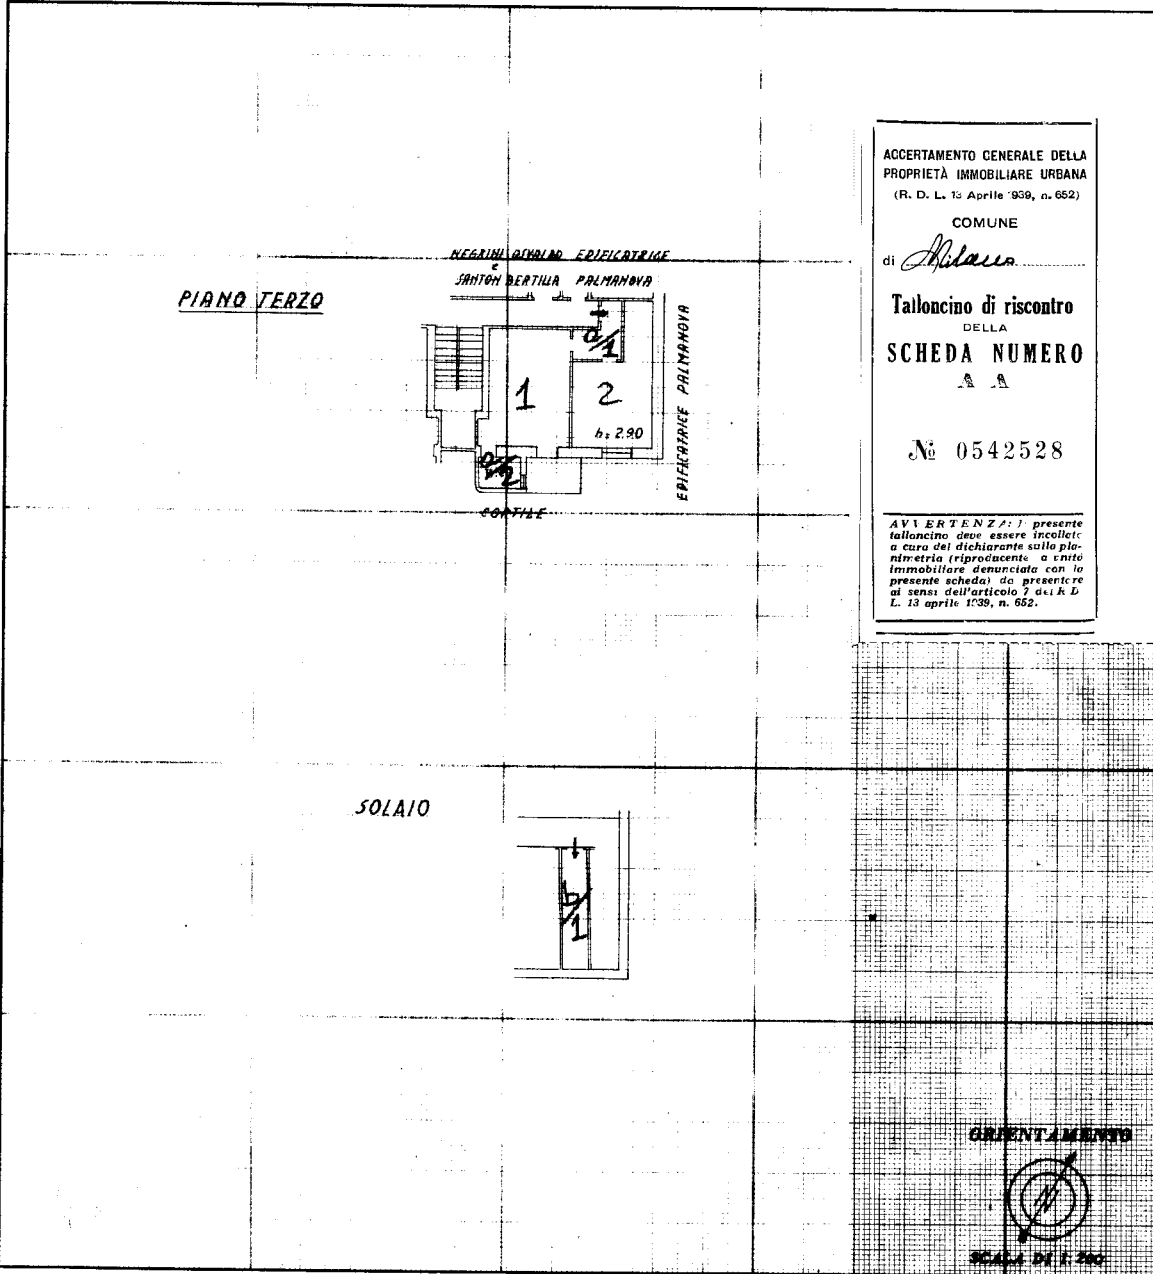 ACCERTAMENTO GENERALE DELLA
PROPRIETÀ IMMOBILIARE URBANA
(R. D. L. 13 Aprile 1939, n. 652)
COMUNE
di Milano
Talloncino di riscontro
DELLA
SCHEDA NUMERO
A A
№ 0542528
AVVERTENZA: Il presente
talloncino deve essere incollato
a cura del dichiarante sulla pla-
nimetria (riproducente a unità
immobiliare denunciata con la
presente scheda) da presentare
ai sensi dell'articolo 7 del R D
L. 13 aprile 1939, n. 652.
PIANO TERZO
NEGRINI OSVALDO EDIFICATRICE
e
SANTON BERTILLA PALMANOVA
EDIFICATRICE PALMANOVA
a/1
1
2
h=2.90
a/2
CORTILE
SOLAIO
b/1
ORIENTAMENTO
N
SCALA DI 1:200